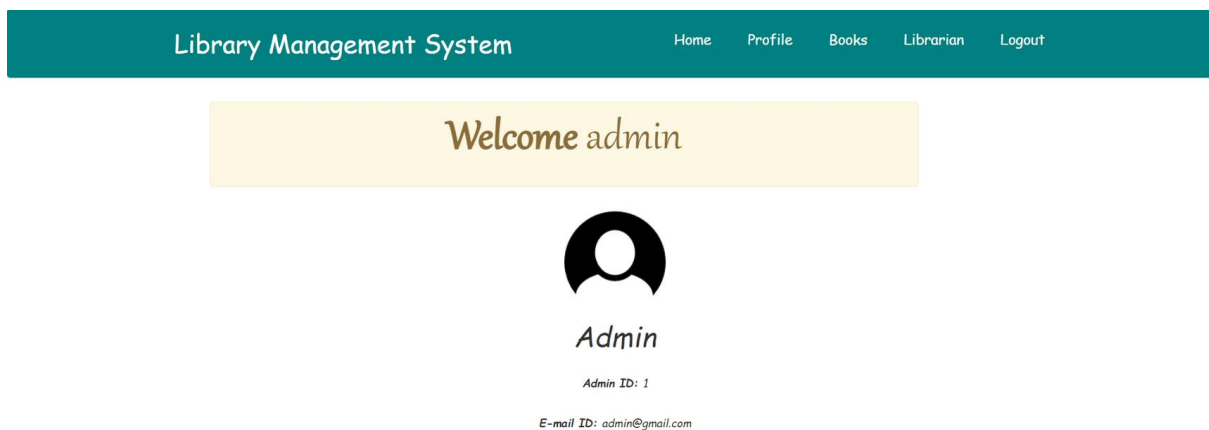 Library Management System Home Profile Books Librarian Logout
Welcome admin
Admin
Admin ID: 1
E-mail ID: admin@gmail.com